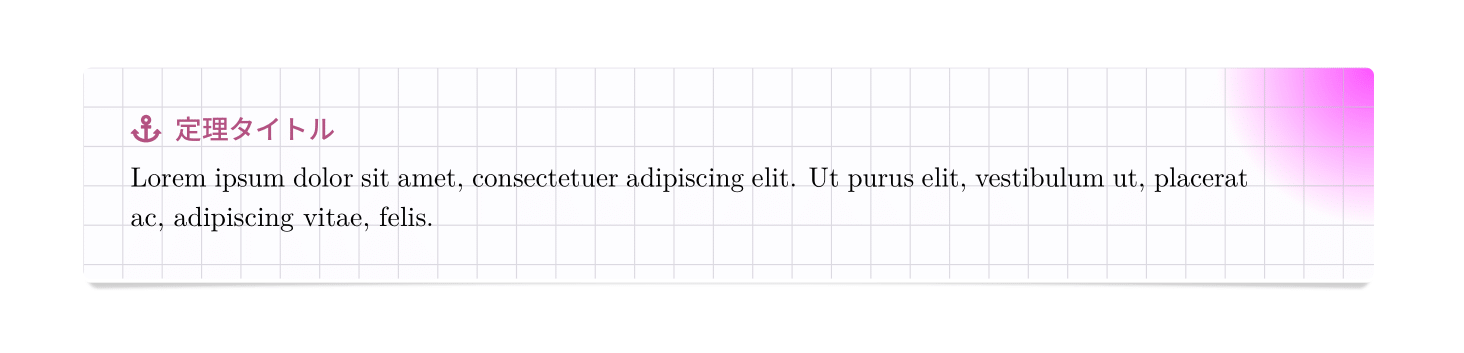 定理タイトル
Lorem ipsum dolor sit amet, consectetuer adipiscing elit. Ut purus elit, vestibulum ut, placerat
ac, adipiscing vitae, felis.